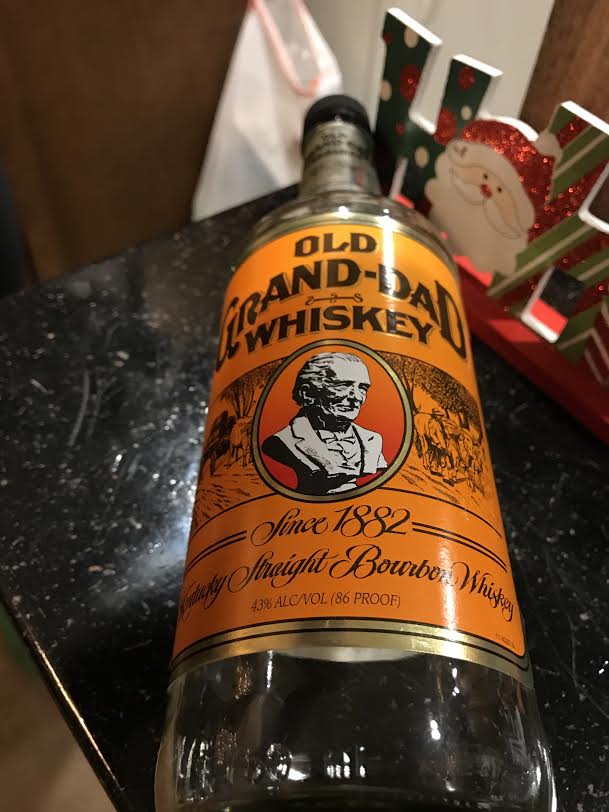 OLD
GRAND-DAD
WHISKEY
Since 1882
Kentucky Straight Bourbon Whiskey
43% ALC/VOL (86 PROOF)